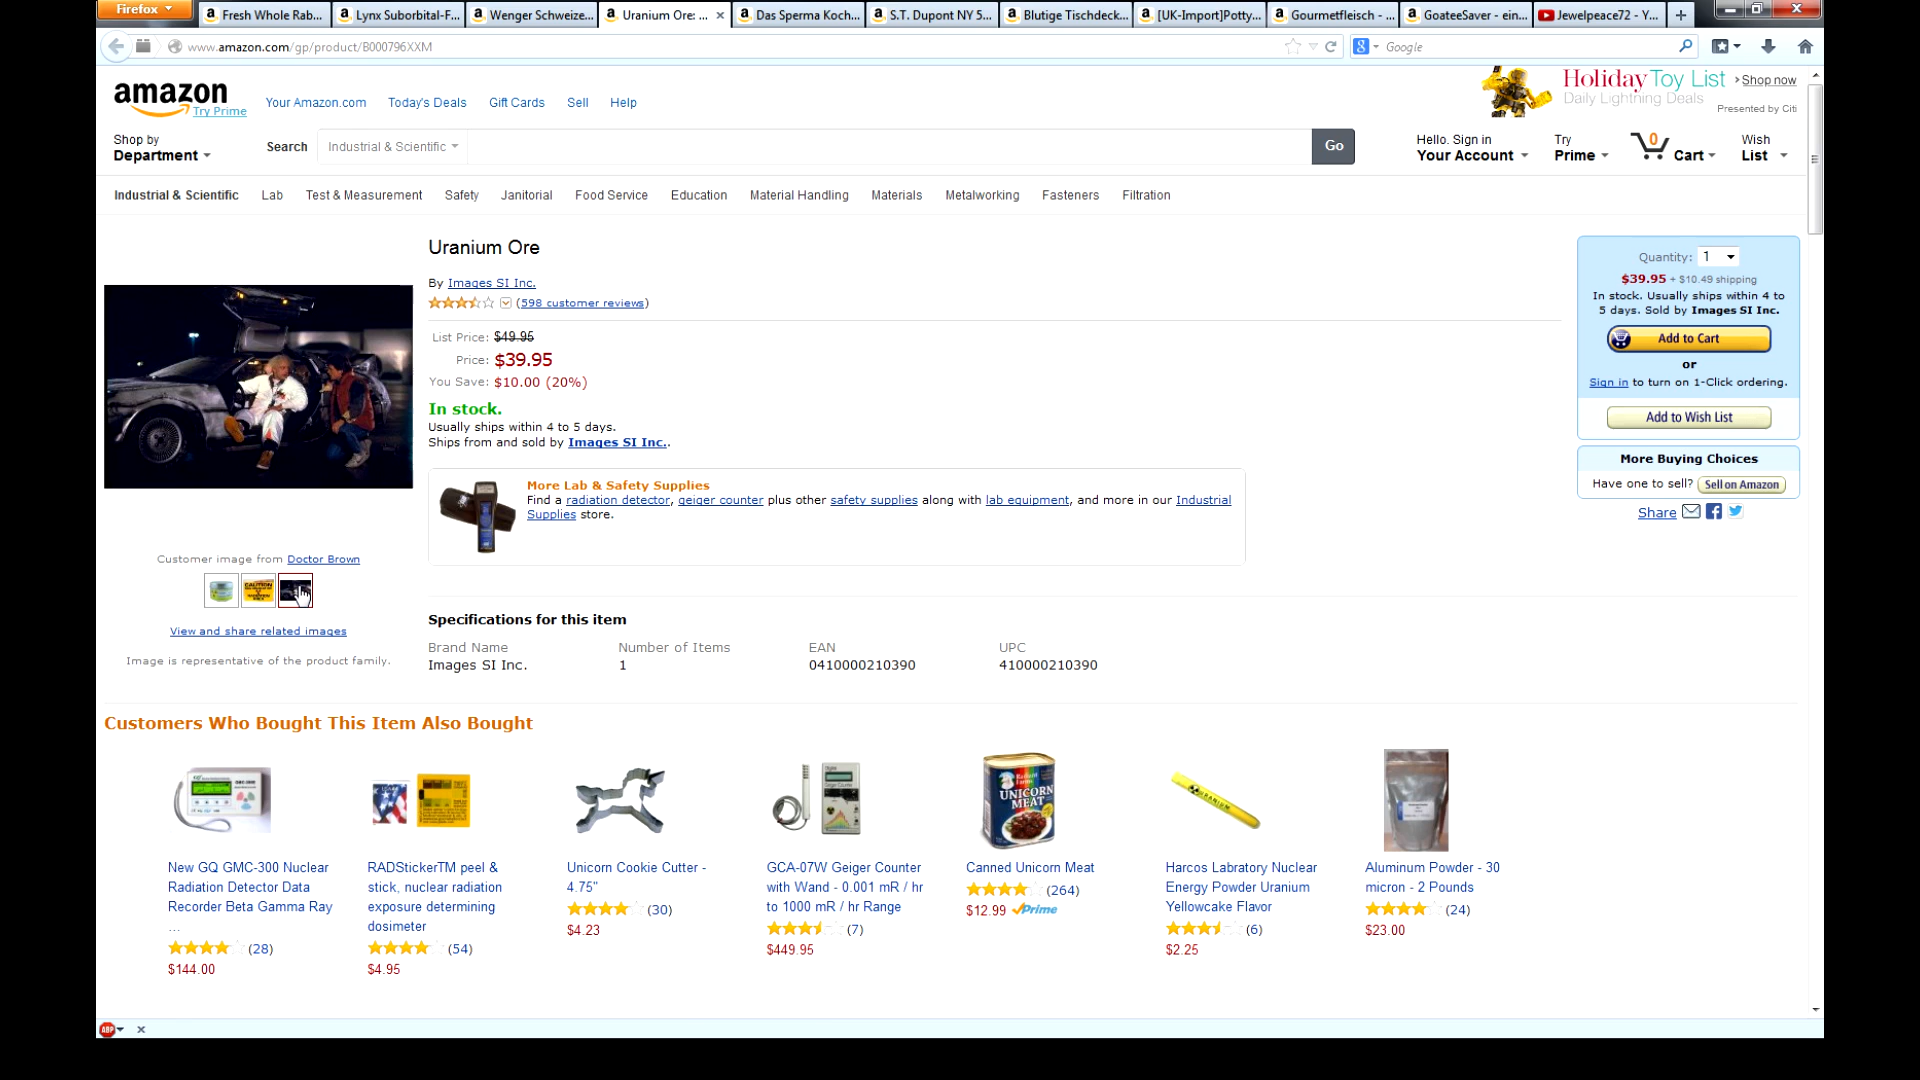 Firefox
Fresh Whole Rab...
Lynx Suborbital-F...
Wenger Schweize...
Uranium Ore: ...
Das Sperma Koch...
S.T. Dupont NY 5...
Blutige Tischdeck...
[UK-Import]Potty...
Gourmetfleisch - ...
GoateeSaver - ein...
Jewelpeace72 - Y...
www.amazon.com/gp/product/B000796XXM
Google
amazon
Try Prime
Your Amazon.com
Today's Deals
Gift Cards
Sell
Help
Holiday Toy List
Shop now
Daily Lightning Deals
Presented by Citi
Shop by
Department
Search
Industrial & Scientific
Go
Hello. Sign in
Your Account
Try
Prime
0
Cart
Wish
List
Industrial & Scientific
Lab
Test & Measurement
Safety
Janitorial
Food Service
Education
Material Handling
Materials
Metalworking
Fasteners
Filtration
Uranium Ore
By Images SI Inc.
(598 customer reviews)
List Price: $49.95
Price: $39.95
You Save: $10.00 (20%)
In stock.
Usually ships within 4 to 5 days.
Ships from and sold by Images SI Inc..
More Lab & Safety Supplies
Find a radiation detector, geiger counter plus other safety supplies along with lab equipment, and more in our Industrial
Supplies store.
Quantity: 1
$39.95 + $10.49 shipping
In stock. Usually ships within 4 to
5 days. Sold by Images SI Inc.
Add to Cart
or
Sign in to turn on 1-Click ordering.
Add to Wish List
More Buying Choices
Have one to sell? Sell on Amazon
Share
Customer image from Doctor Brown
CAUTION
View and share related images
Image is representative of the product family.
Specifications for this item
Brand Name
Images SI Inc.
Number of Items
1
EAN
0410000210390
UPC
410000210390
Customers Who Bought This Item Also Bought
UNICORN
MEAT
URANIUM
New GQ GMC-300 Nuclear
Radiation Detector Data
Recorder Beta Gamma Ray
...
(28)
$144.00
RADStickerTM peel &
stick, nuclear radiation
exposure determining
dosimeter
(54)
$4.95
Unicorn Cookie Cutter -
4.75"
(30)
$4.23
GCA-07W Geiger Counter
with Wand - 0.001 mR / hr
to 1000 mR / hr Range
(7)
$449.95
Canned Unicorn Meat
(264)
$12.99 Prime
Harcos Labratory Nuclear
Energy Powder Uranium
Yellowcake Flavor
(6)
$2.25
Aluminum Powder - 30
micron - 2 Pounds
(24)
$23.00
ABP